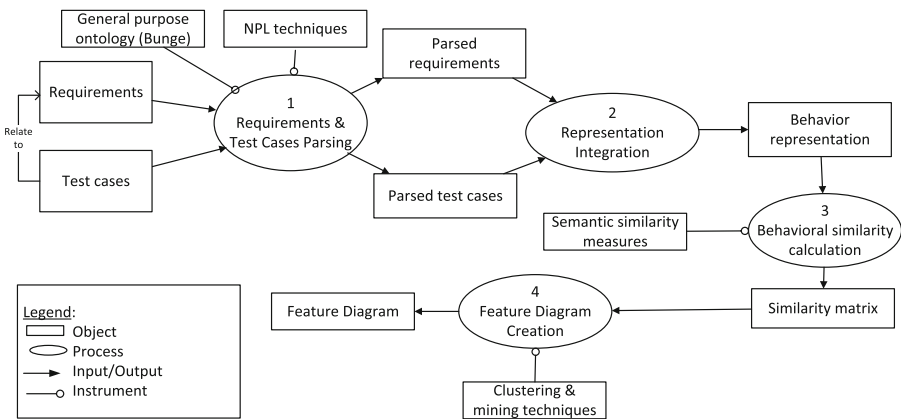 General purpose
ontology (Bunge)
NPL techniques
Parsed
requirements
Requirements
1
Requirements &
Test Cases Parsing
2
Representation
Integration
Behavior
representation
Relate
to
Test cases
Parsed test cases
Semantic similarity
measures
3
Behavioral similarity
calculation
4
Feature Diagram
Creation
Feature Diagram
Similarity matrix
Clustering &
mining techniques
Legend:
Object
Process
Input/Output
Instrument